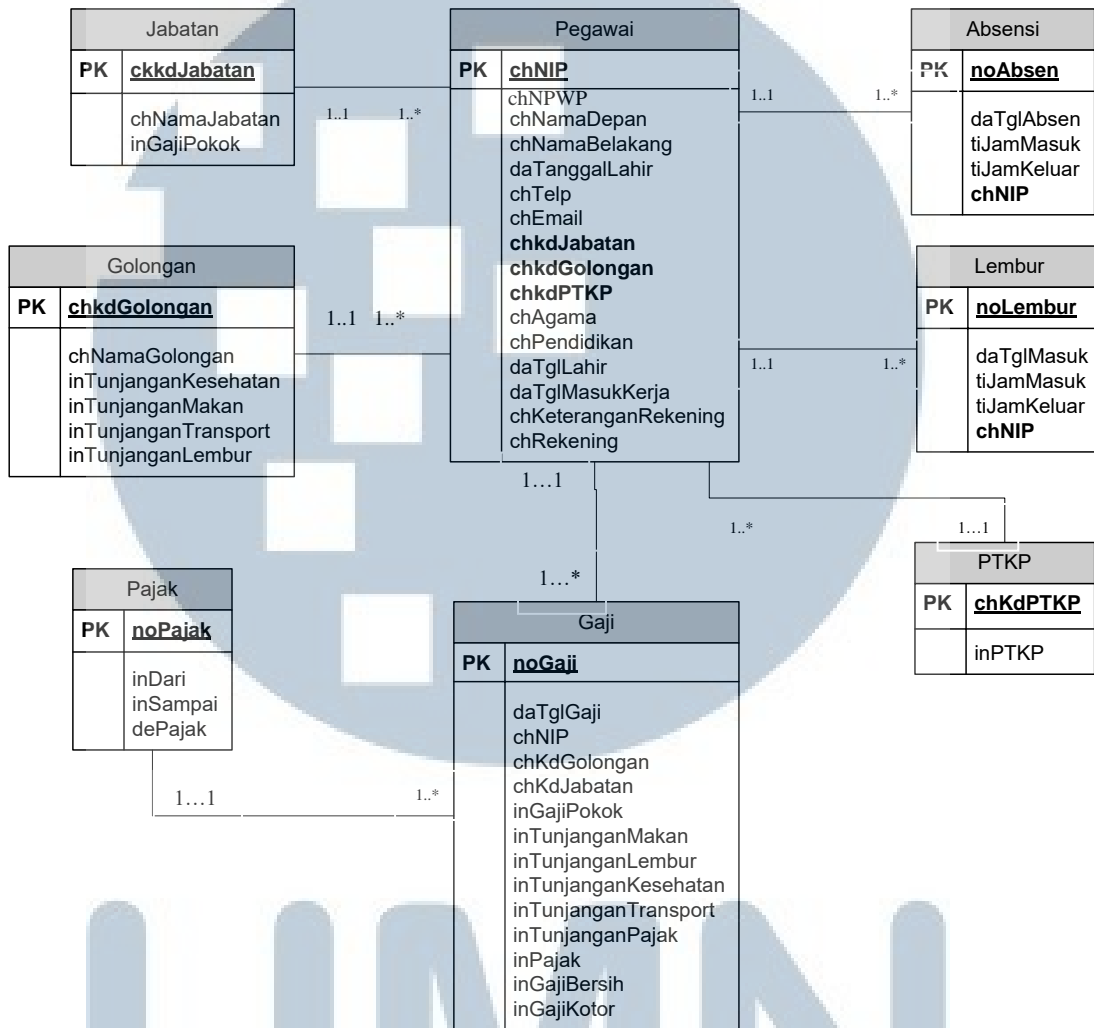 Jabatan
PK ckkdJabatan
chNamaJabatan
inGajiPokok
1..1 1..*
Pegawai
PK chNIP
chNPWP
chNamaDepan
chNamaBelakang
daTanggalLahir
chTelp
chEmail
chkdJabatan
chkdGolongan
chkdPTKP
chAgama
chPendidikan
daTglLahir
daTglMasukKerja
chKeteranganRekening
chRekening
1..1 1..*
Absensi
PK noAbsen
daTglAbsen
tiJamMasuk
tiJamKeluar
chNIP
Golongan
PK chkdGolongan
chNamaGolongan
inTunjanganKesehatan
inTunjanganMakan
inTunjanganTransport
inTunjanganLembur
1..1 1..*
1..1 1..*
Lembur
PK noLembur
daTglMasuk
tiJamMasuk
tiJamKeluar
chNIP
1…1
1…*
1..* 1…1
PTKP
PK chKdPTKP
inPTKP
Pajak
PK noPajak
inDari
inSampai
dePajak
1…1 1..*
Gaji
PK noGaji
daTglGaji
chNIP
chKdGolongan
chKdJabatan
inGajiPokok
inTunjanganMakan
inTunjanganLembur
inTunjanganKesehatan
inTunjanganTransport
inTunjanganPajak
inPajak
inGajiBersih
inGajiKotor
UMN